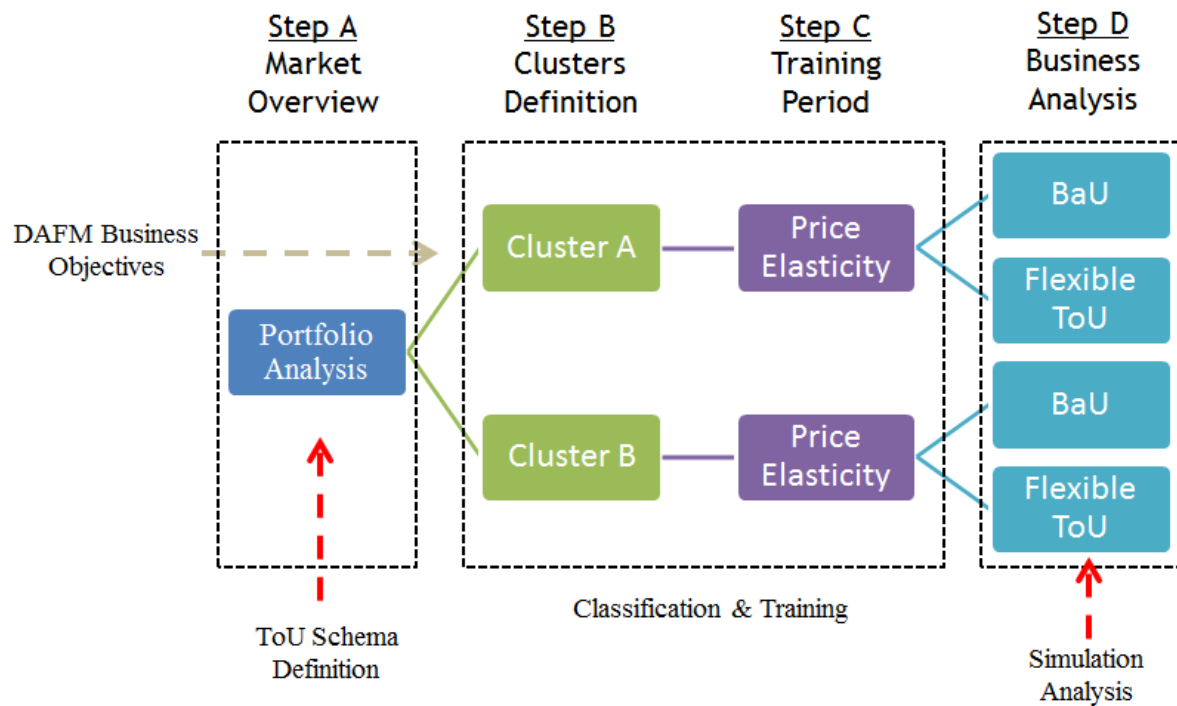 Step A
Market
Overview
Step B
Clusters
Definition
Step C
Training
Period
Step D
Business
Analysis
DAFM Business
Objectives
Portfolio
Analysis
Cluster A
Cluster B
Price
Elasticity
Price
Elasticity
BaU
Flexible
ToU
BaU
Flexible
ToU
ToU Schema
Definition
Classification & Training
Simulation
Analysis